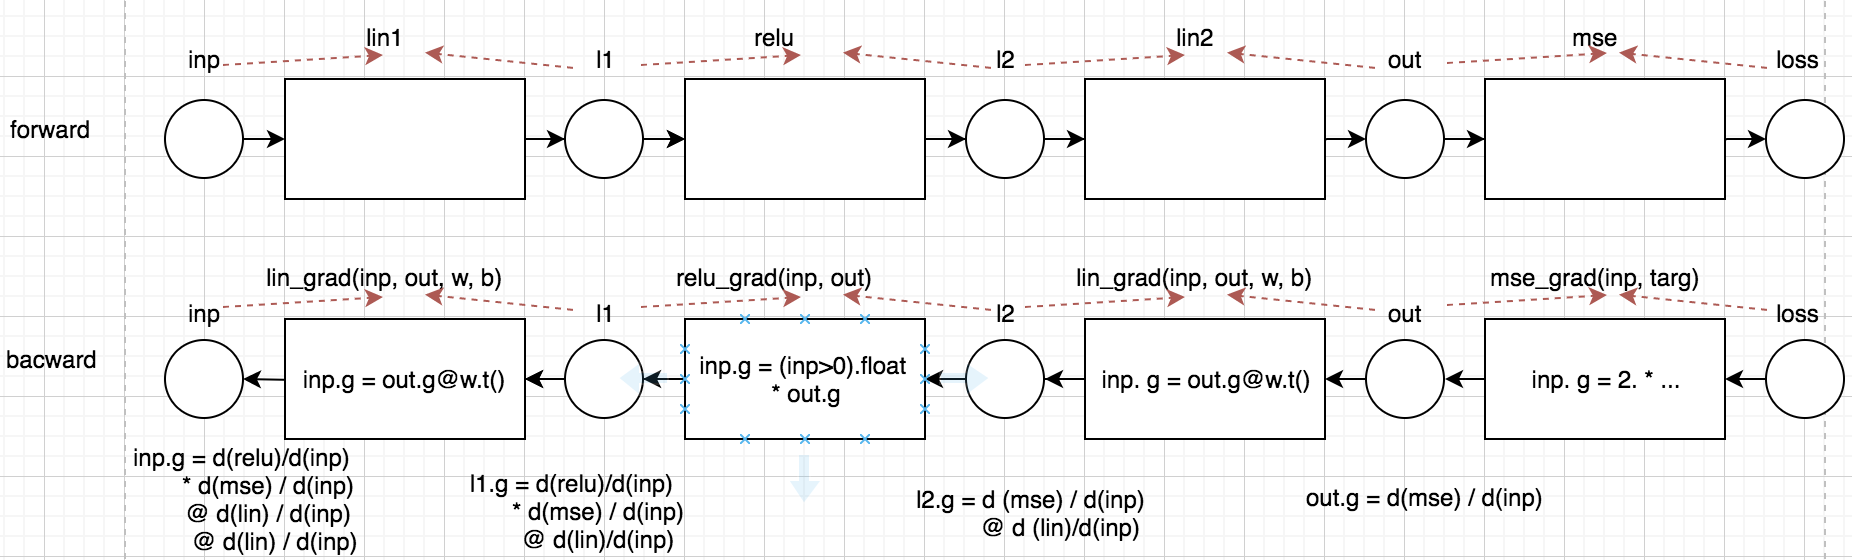 lin1
relu
lin2
mse
inp
l1
l2
out
loss
forward
lin_grad(inp, out, w, b)
relu_grad(inp, out)
lin_grad(inp, out, w, b)
mse_grad(inp, targ)
inp
l1
l2
out
loss
bacward
inp.g = out.g@w.t()
inp.g = (inp>0).float
* out.g
inp. g = out.g@w.t()
inp. g = 2. * ...
inp.g = d(relu)/d(inp)
* d(mse) / d(inp)
@ d(lin) / d(inp)
@ d(lin) / d(inp)
l1.g = d(relu)/d(inp)
* d(mse) / d(inp)
@ d(lin)/d(inp)
l2.g = d (mse) / d(inp)
@ d (lin)/d(inp)
out.g = d(mse) / d(inp)